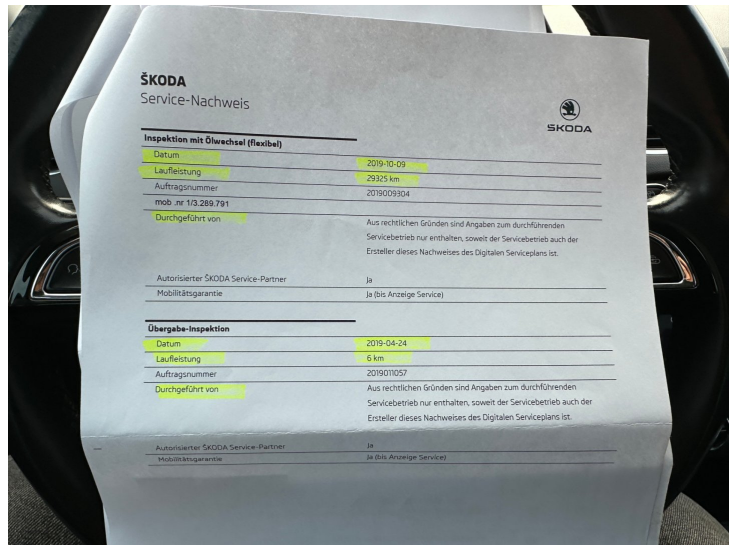 ŠKODA
Service-Nachweis
SKODA
Inspektion mit Ölwechsel (flexibel)
Datum 2019-10-09
Laufleistung 29325 km
Auftragsnummer 2019009304
mob .nr 1/3.289.791
Durchgeführt von Aus rechtlichen Gründen sind Angaben zum durchführenden
Servicebetrieb nur enthalten, soweit der Servicebetrieb auch der
Ersteller dieses Nachweises des Digitalen Serviceplans ist.
Autorisierter ŠKODA Service-Partner Ja
Mobilitätsgarantie Ja (bis Anzeige Service)
Übergabe-Inspektion
Datum 2019-04-24
Laufleistung 6 km
Auftragsnummer 2019011057
Durchgeführt von Aus rechtlichen Gründen sind Angaben zum durchführenden
Servicebetrieb nur enthalten, soweit der Servicebetrieb auch der
Ersteller dieses Nachweises des Digitalen Serviceplans ist.
Autorisierter ŠKODA Service-Partner Ja
Mobilitätsgarantie Ja (bis Anzeige Service)